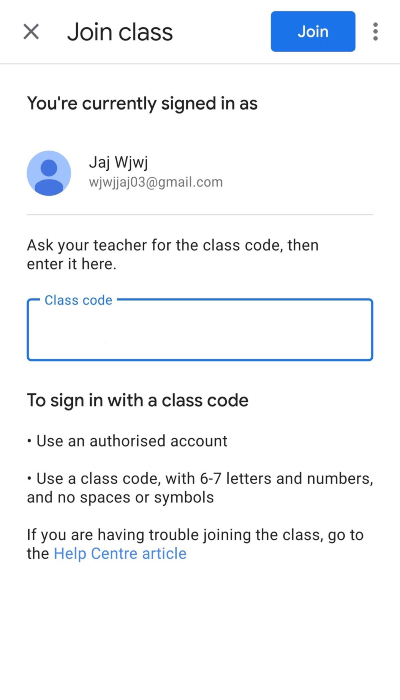 Join class
Join
You're currently signed in as
Jaj Wjwj
wjwjjaj03@gmail.com
Ask your teacher for the class code, then
enter it here.
Class code
To sign in with a class code
• Use an authorised account
• Use a class code, with 6-7 letters and numbers,
and no spaces or symbols
If you are having trouble joining the class, go to
the Help Centre article